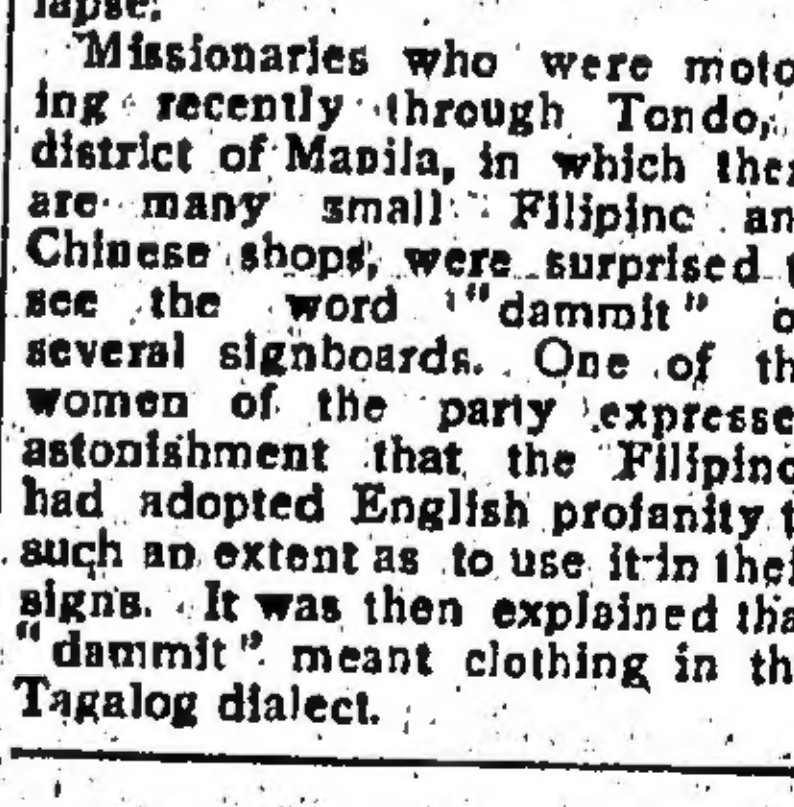 lapse.
Missionaries who were moto
ing recently through Tondo,
district of Manila, in which the
are many small Filipino an
Chinese shops, were surprised t
see the word "dammit" o
several signboards. One of th
women of the party expresse
astonishment that the Filipino
had adopted English profanity t
such an extent as to use it in thei
signs. It was then explained tha
"dammit" meant clothing in th
Tagalog dialect.